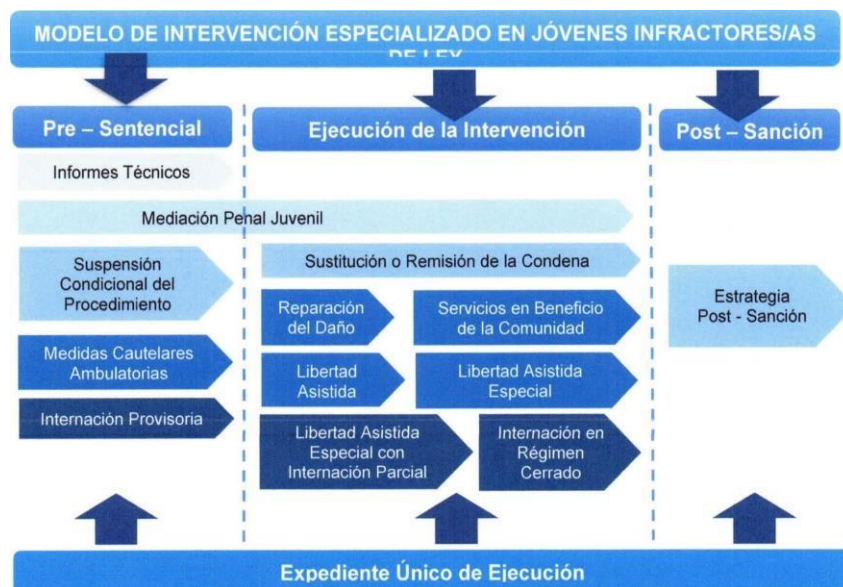 MODELO DE INTERVENCIÓN ESPECIALIZADO EN JÓVENES INFRACTORES/AS
DE LEY
Pre – Sentencial
Ejecución de la Intervención
Post – Sanción
Informes Técnicos
Mediación Penal Juvenil
Suspensión
Condicional del
Procedimiento
Sustitución o Remisión de la Condena
Reparación
del Daño
Servicios en Beneficio
de la Comunidad
Estrategia
Post - Sanción
Medidas Cautelares
Ambulatorias
Libertad
Asistida
Libertad Asistida
Especial
Internación Provisoria
Libertad Asistida
Especial con
Internación Parcial
Internación en
Régimen
Cerrado
Expediente Único de Ejecución